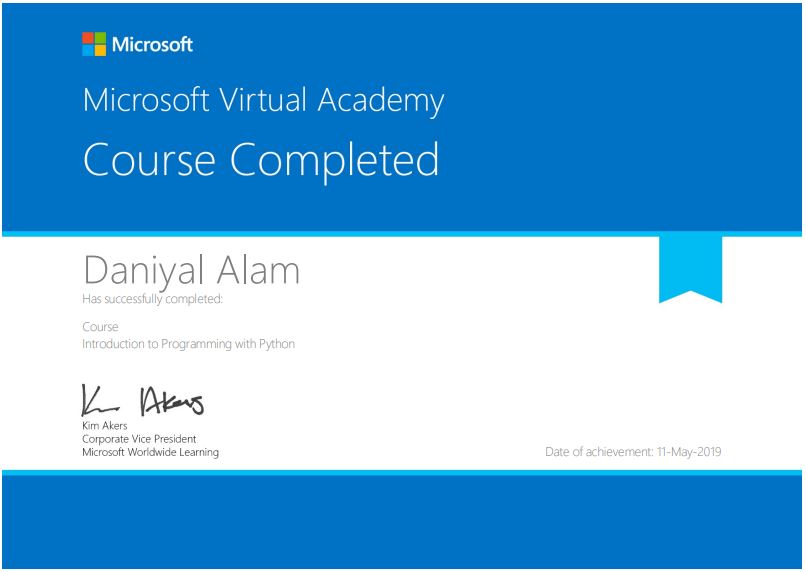 Microsoft
Microsoft Virtual Academy
Course Completed
Daniyal Alam
Has successfully completed:
Course
Introduction to Programming with Python
Kim Akers
Kim Akers
Corporate Vice President
Microsoft Worldwide Learning
Date of achievement: 11-May-2019